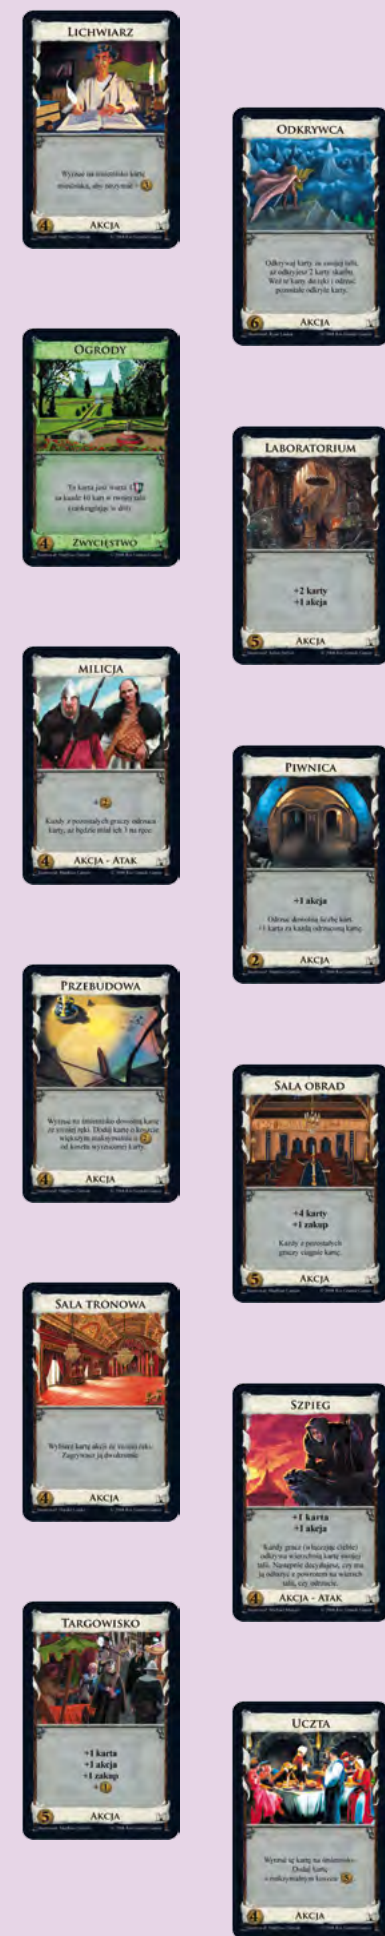 LICHWIARZ
Wyrzuć na śmietnisko kartę
miedziaka, aby otrzymać + 3
4 AKCJA
OGRODY
Ta karta jest warta 1
za każde 10 kart w twojej talii
(zaokrąglając w dół)
4 ZWYCIĘSTWO
MILICJA
+ 2
Każdy z pozostałych graczy odrzuca
karty, aż będzie miał ich 3 na ręce.
4 AKCJA - ATAK
PRZEBUDOWA
Wyrzuć na śmietnisko dowolną kartę
ze swojej ręki. Dodaj kartę o koszcie
większym maksymalnie o 2
od kosztu wyrzuconej karty.
4 AKCJA
SALA TRONOWA
Wybierz kartę akcji ze swojej ręki.
Zagrywasz ją dwukrotnie.
4 AKCJA
TARGOWISKO
+1 karta
+1 akcja
+1 zakup
+ 1
5 AKCJA
ODKRYWCA
Odkrywaj karty ze swojej talii,
aż odkryjesz 2 karty skarbu.
Weź te karty do ręki i odrzuć
pozostałe odkryte karty.
6 AKCJA
LABORATORIUM
+2 karty
+1 akcja
5 AKCJA
PIWNICA
+1 akcja
Odrzuć dowolną liczbę kart.
+1 karta za każdą odrzuconą kartę.
2 AKCJA
SALA OBRAD
+4 karty
+1 zakup
Każdy z pozostałych
graczy ciągnie kartę.
5 AKCJA
SZPIEG
+1 karta
+1 akcja
Każdy gracz (włączając ciebie)
odkrywa wierzchnią kartę swojej
talii. Następnie decydujesz, czy ma
ją odłożyć z powrotem na wierzch
talii, czy odrzucić.
4 AKCJA - ATAK
UCZTA
Wyrzuć tę kartę na śmietnisko.
Dodaj kartę
o maksymalnym koszcie 5
4 AKCJA